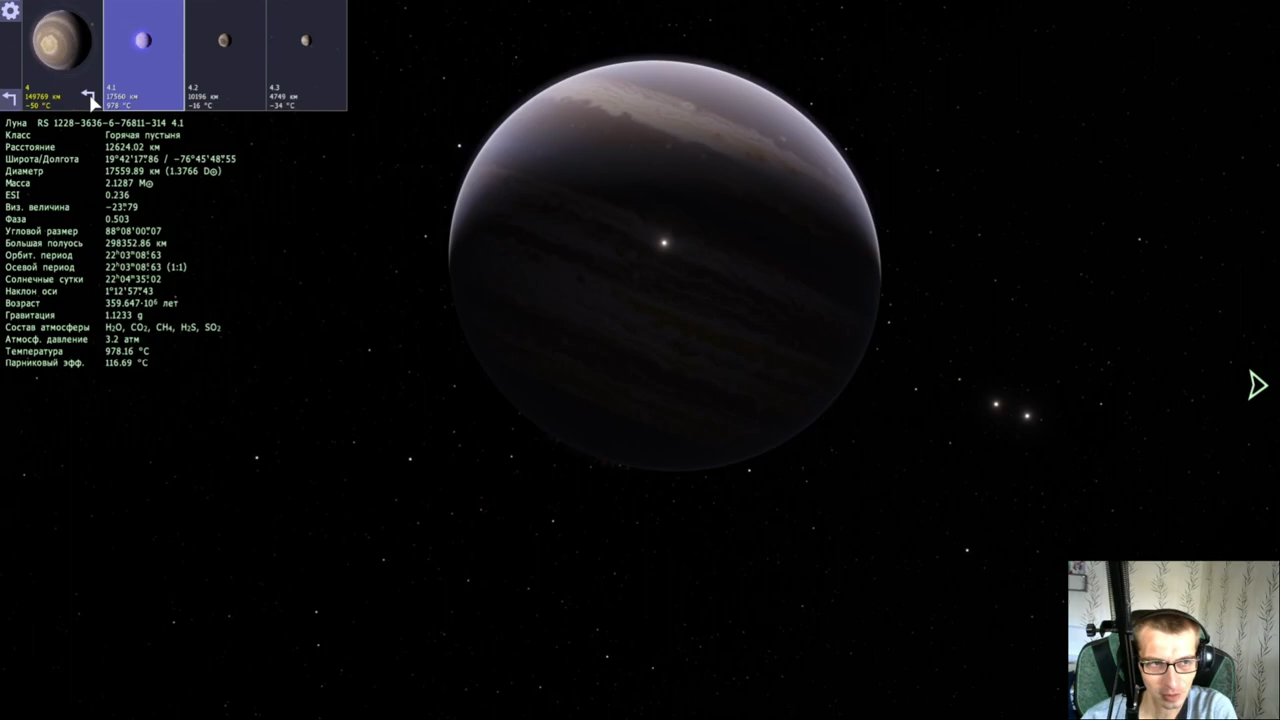 4
149769 км
-50 °C
4.1
17560 км
978 °C
4.2
10196 км
-16 °C
4.3
4749 км
-34 °C
Луна RS 1228-3636-6-76811-314 4.1
Класс Горячая пустыня
Расстояние 12624.02 км
Широта/Долгота 19°42'17."86 / -76°45'48."55
Диаметр 17559.89 км (1.3766 D⊕)
Масса 2.1287 M⊕
ESI 0.236
Виз. величина -23.ᵐ79
Фаза 0.503
Угловой размер 88°08'00."07
Большая полуось 298352.86 км
Орбит. период 22ʰ03ᵐ08.ˢ63
Осевой период 22ʰ03ᵐ08.ˢ63 (1:1)
Солнечные сутки 22ʰ04ᵐ35.ˢ02
Наклон оси 1°12'57."43
Возраст 359.647·10⁶ лет
Гравитация 1.1233 g
Состав атмосферы H₂O, CO₂, CH₄, H₂S, SO₂
Атмосф. давление 3.2 атм
Температура 978.16 °C
Парниковый эфф. 116.69 °C